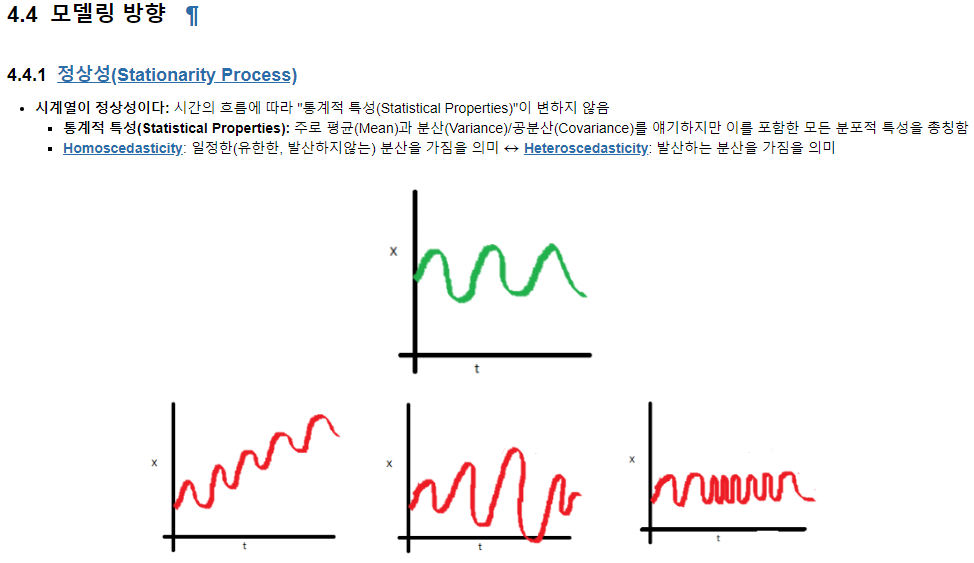 4.4 모델링 방향 ¶
4.4.1 정상성(Stationarity Process)
• 시계열이 정상성이다: 시간의 흐름에 따라 "통계적 특성(Statistical Properties)"이 변하지 않음
▪ 통계적 특성(Statistical Properties): 주로 평균(Mean)과 분산(Variance)/공분산(Covariance)를 얘기하지만 이를 포함한 모든 분포적 특성을 총칭함
▪ Homoscedasticity: 일정한(유한한, 발산하지않는) 분산을 가짐을 의미 ↔ Heteroscedasticity: 발산하는 분산을 가짐을 의미
x
t
x
t
x
t
x
t